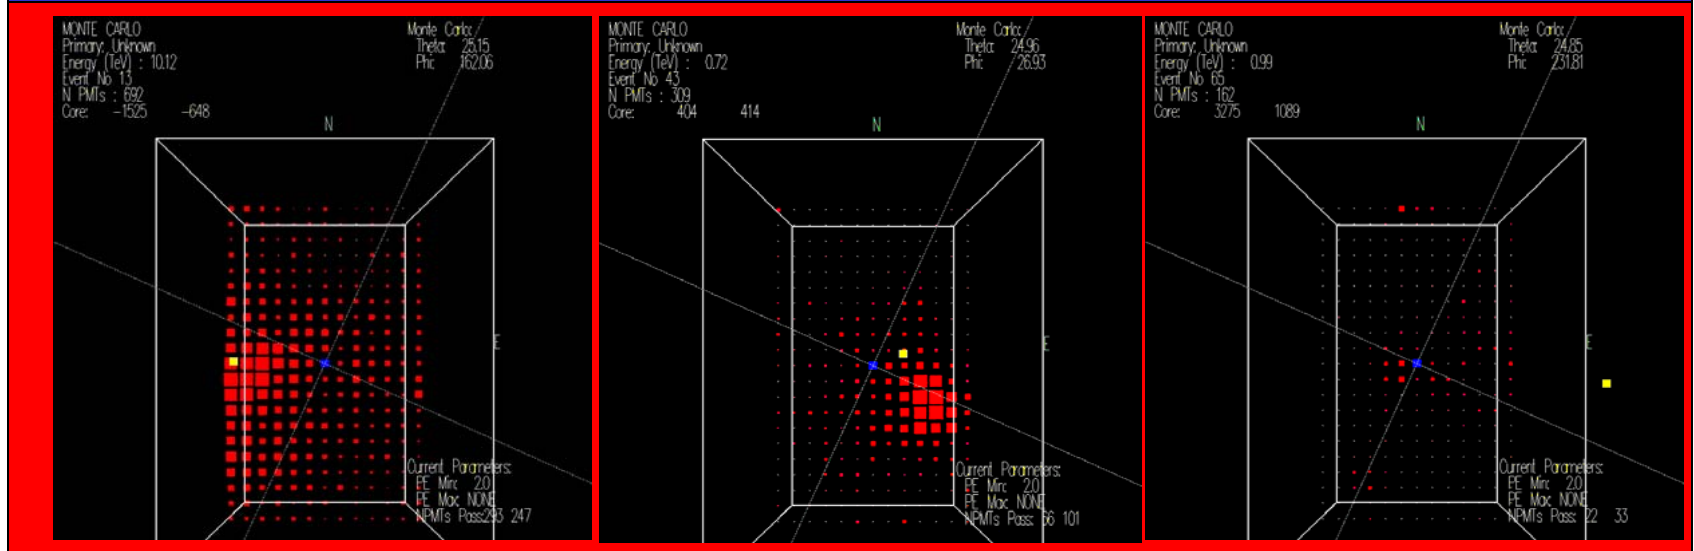 MONTE CARLO
Primary: Unknown
Energy (TeV) : 10.12
Event No 13
N PMTs : 692
Core: -1525 -648
Monte Carlo:
Theta: 25.15
Phi: 162.06
N
E
Current Parameters:
PE Min: 2.0
PE Max: NONE
NPMTs Pass: 293 247
MONTE CARLO
Primary: Unknown
Energy (TeV) : 0.72
Event No 43
N PMTs : 309
Core: 404 414
Monte Carlo:
Theta: 24.96
Phi: 26.93
N
E
Current Parameters:
PE Min: 2.0
PE Max: NONE
NPMTs Pass: 66 101
MONTE CARLO
Primary: Unknown
Energy (TeV) : 0.99
Event No 65
N PMTs : 162
Core: 3275 1089
Monte Carlo:
Theta: 24.85
Phi: 231.81
N
E
Current Parameters:
PE Min: 2.0
PE Max: NONE
NPMTs Pass: 22 33